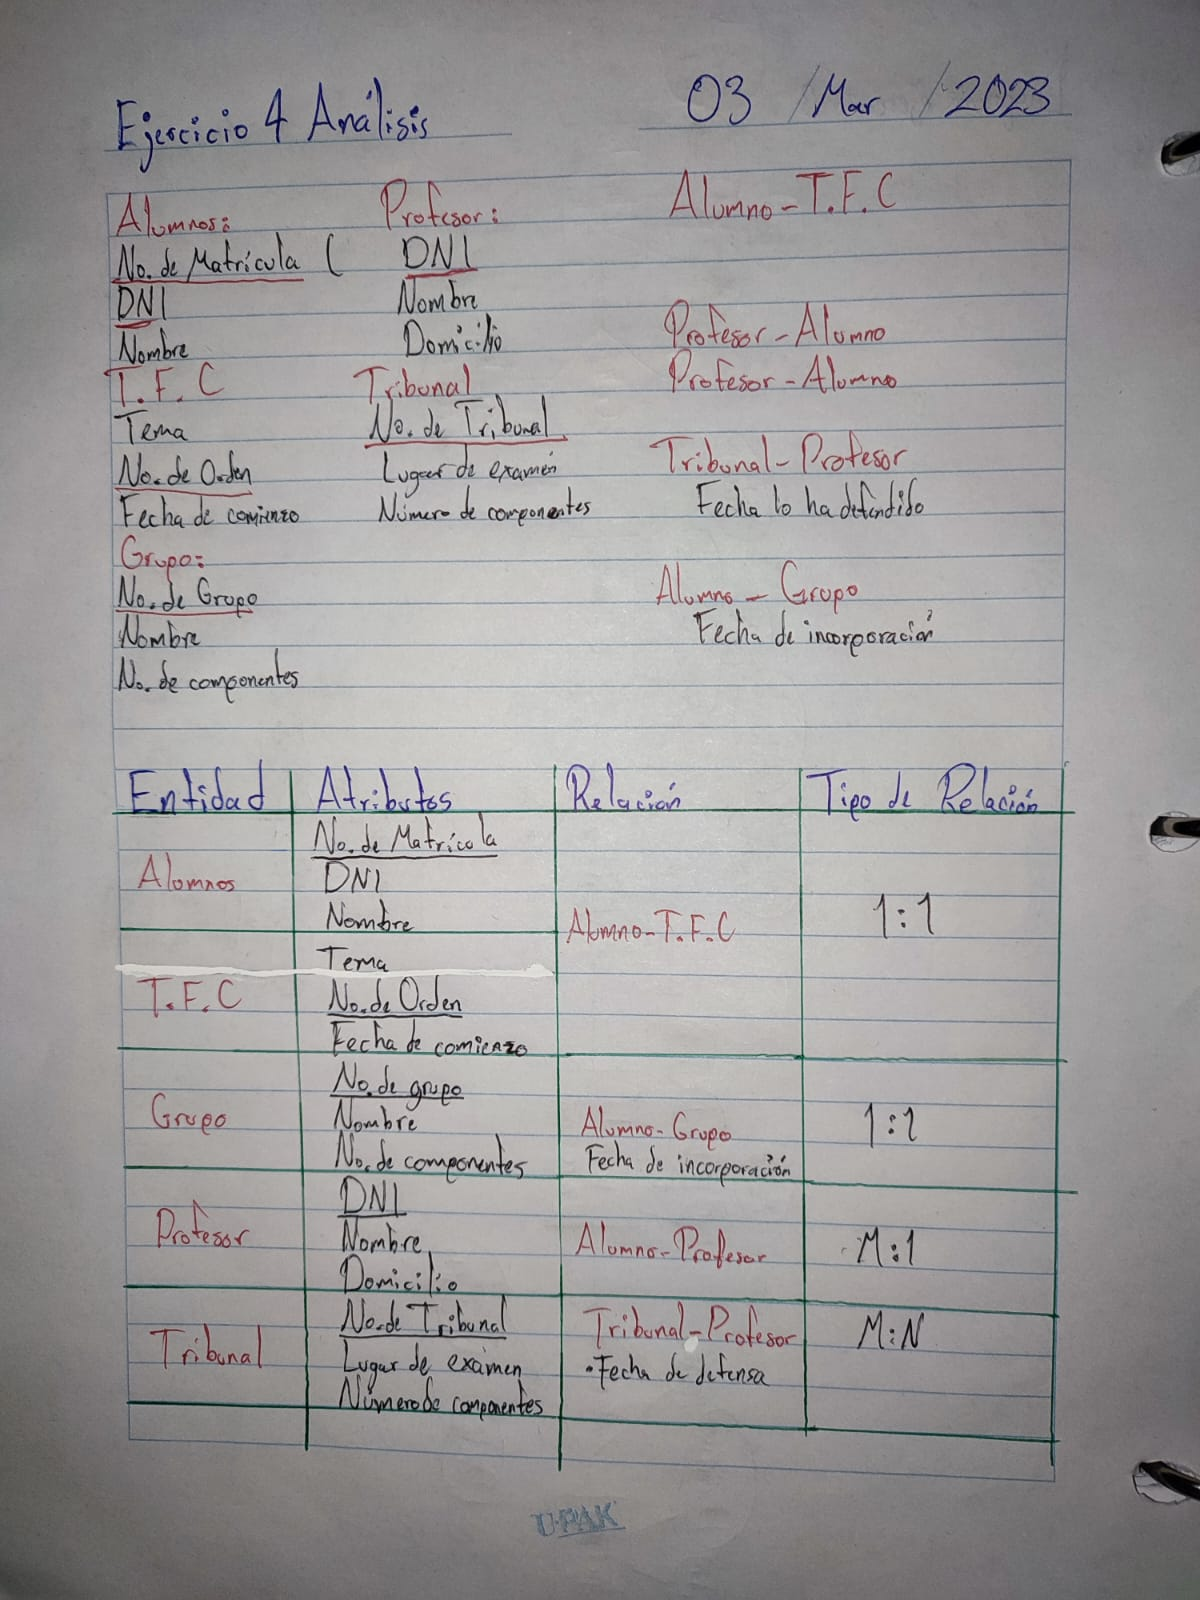 Ejercicio 4 Análisis
03 / Mar / 2023
Alumnos:
No. de Matrícula (
DNI
Nombre
Profesor:
DNI
Nombre
Domicilio
Alumno-T.F.C
Profesor-Alumno
Profesor-Alumno
T.F.C
Tema
No. de Orden
Fecha de comienzo
Tribunal
No. de Tribunal
Lugar de examen
Número de componentes
Tribunal-Profesor
Fecha lo ha defendido
Grupo:
No. de Grupo
Nombre
No. de componentes
Alumno - Grupo
Fecha de incorporación
Entidad Atributos Relación Tipo de Relación
Alumnos
No. de Matrícula
DNI
Nombre
Alumno-T.F.C
1:1
T.F.C
Tema
No. de Orden
Fecha de comienzo
Grupo
No. de grupo
Nombre
No. de componentes
Alumno-Grupo
Fecha de incorporación
1:1
Profesor
DNI
Nombre
Domicilio
Alumno-Profesor
M:1
Tribunal
No. de Tribunal
Lugar de examen
Número de componentes
Tribunal-Profesor
• Fecha de defensa
M:N
U-PAK